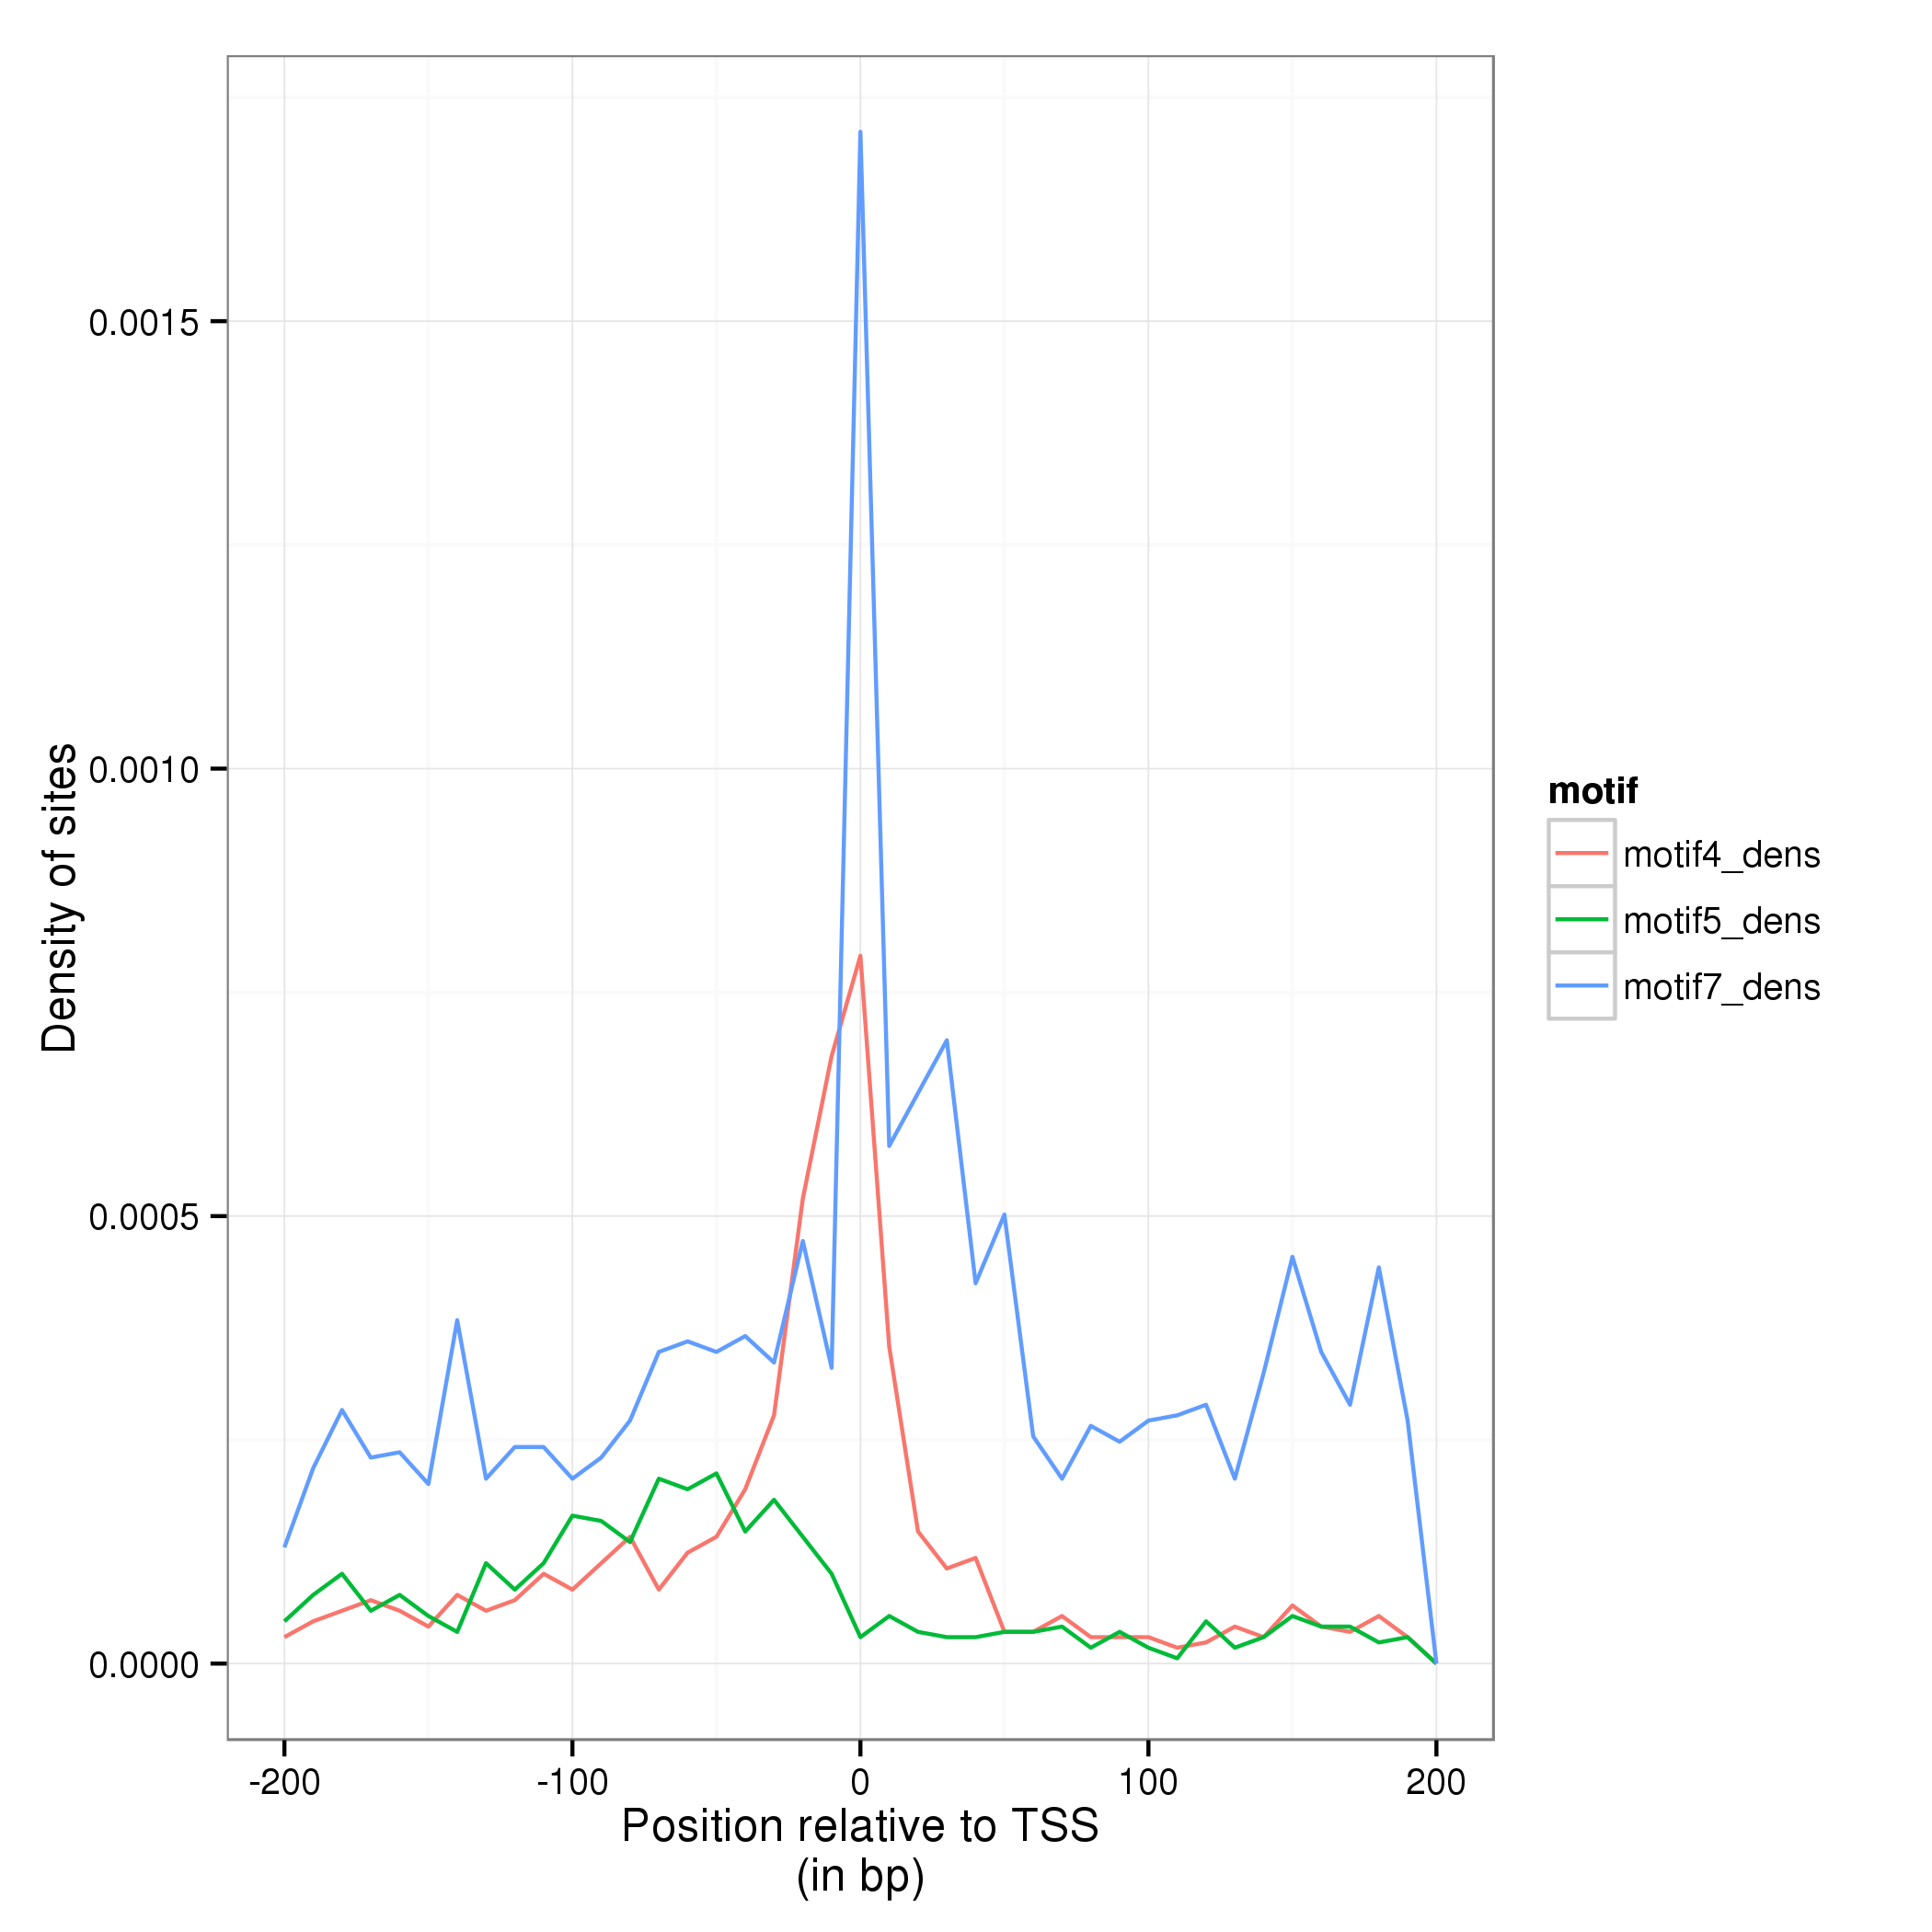 0.0015
0.0010
0.0005
0.0000
Density of sites
-200
-100
0
100
200
Position relative to TSS
(in bp)
motif
motif4_dens
motif5_dens
motif7_dens